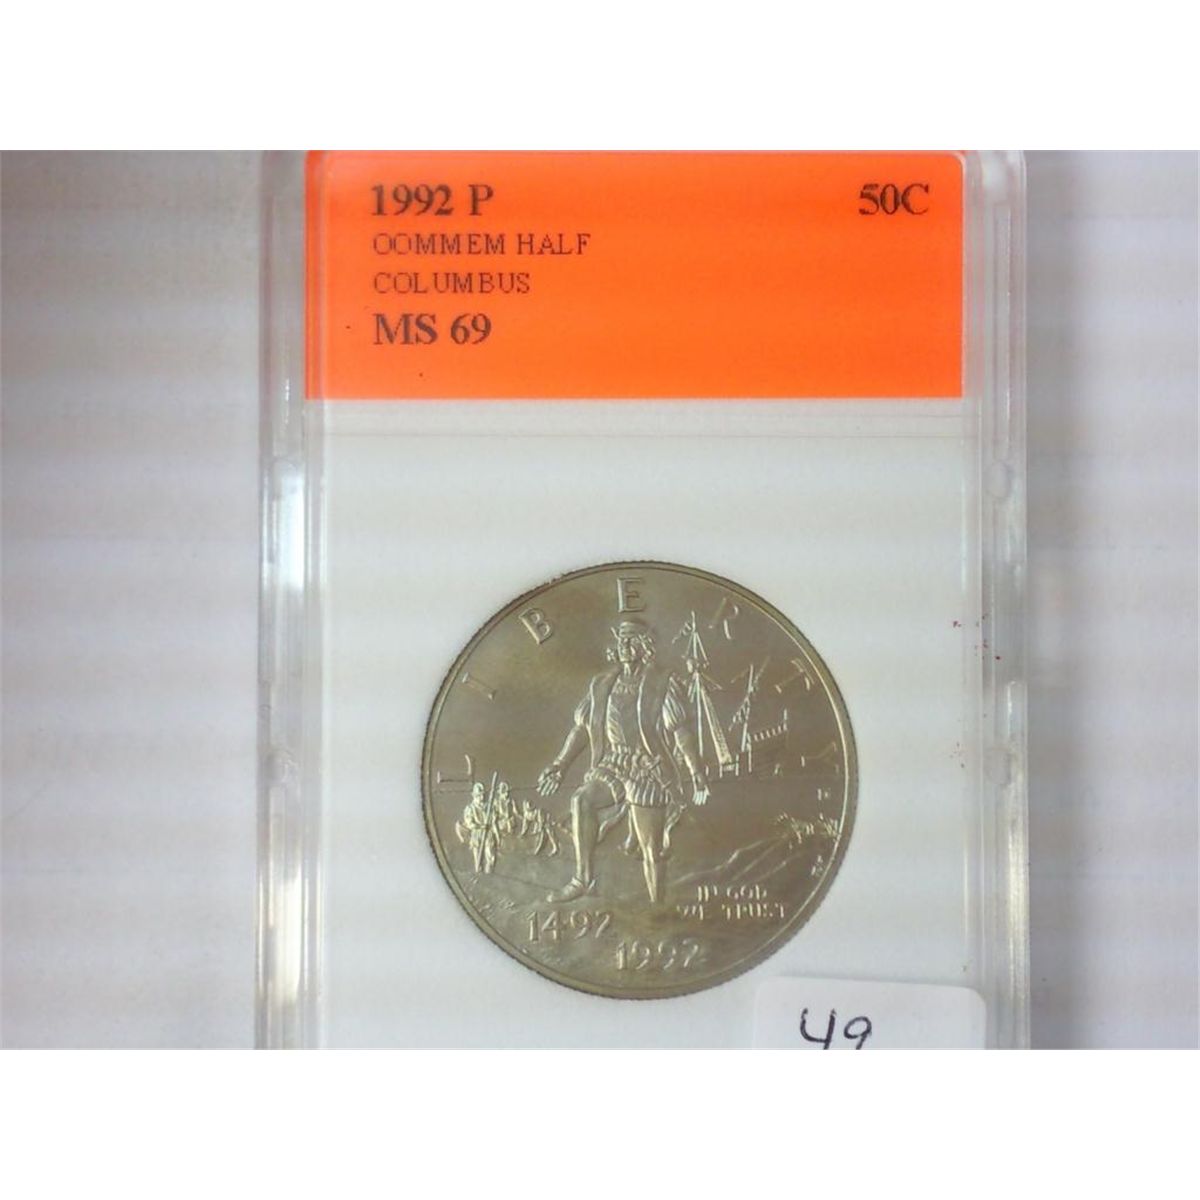 1992 P 50C
OOMMEM HALF
COLUMBUS
MS 69
LIBERTY
IN GOD
WE TRUST
1492
1992
49